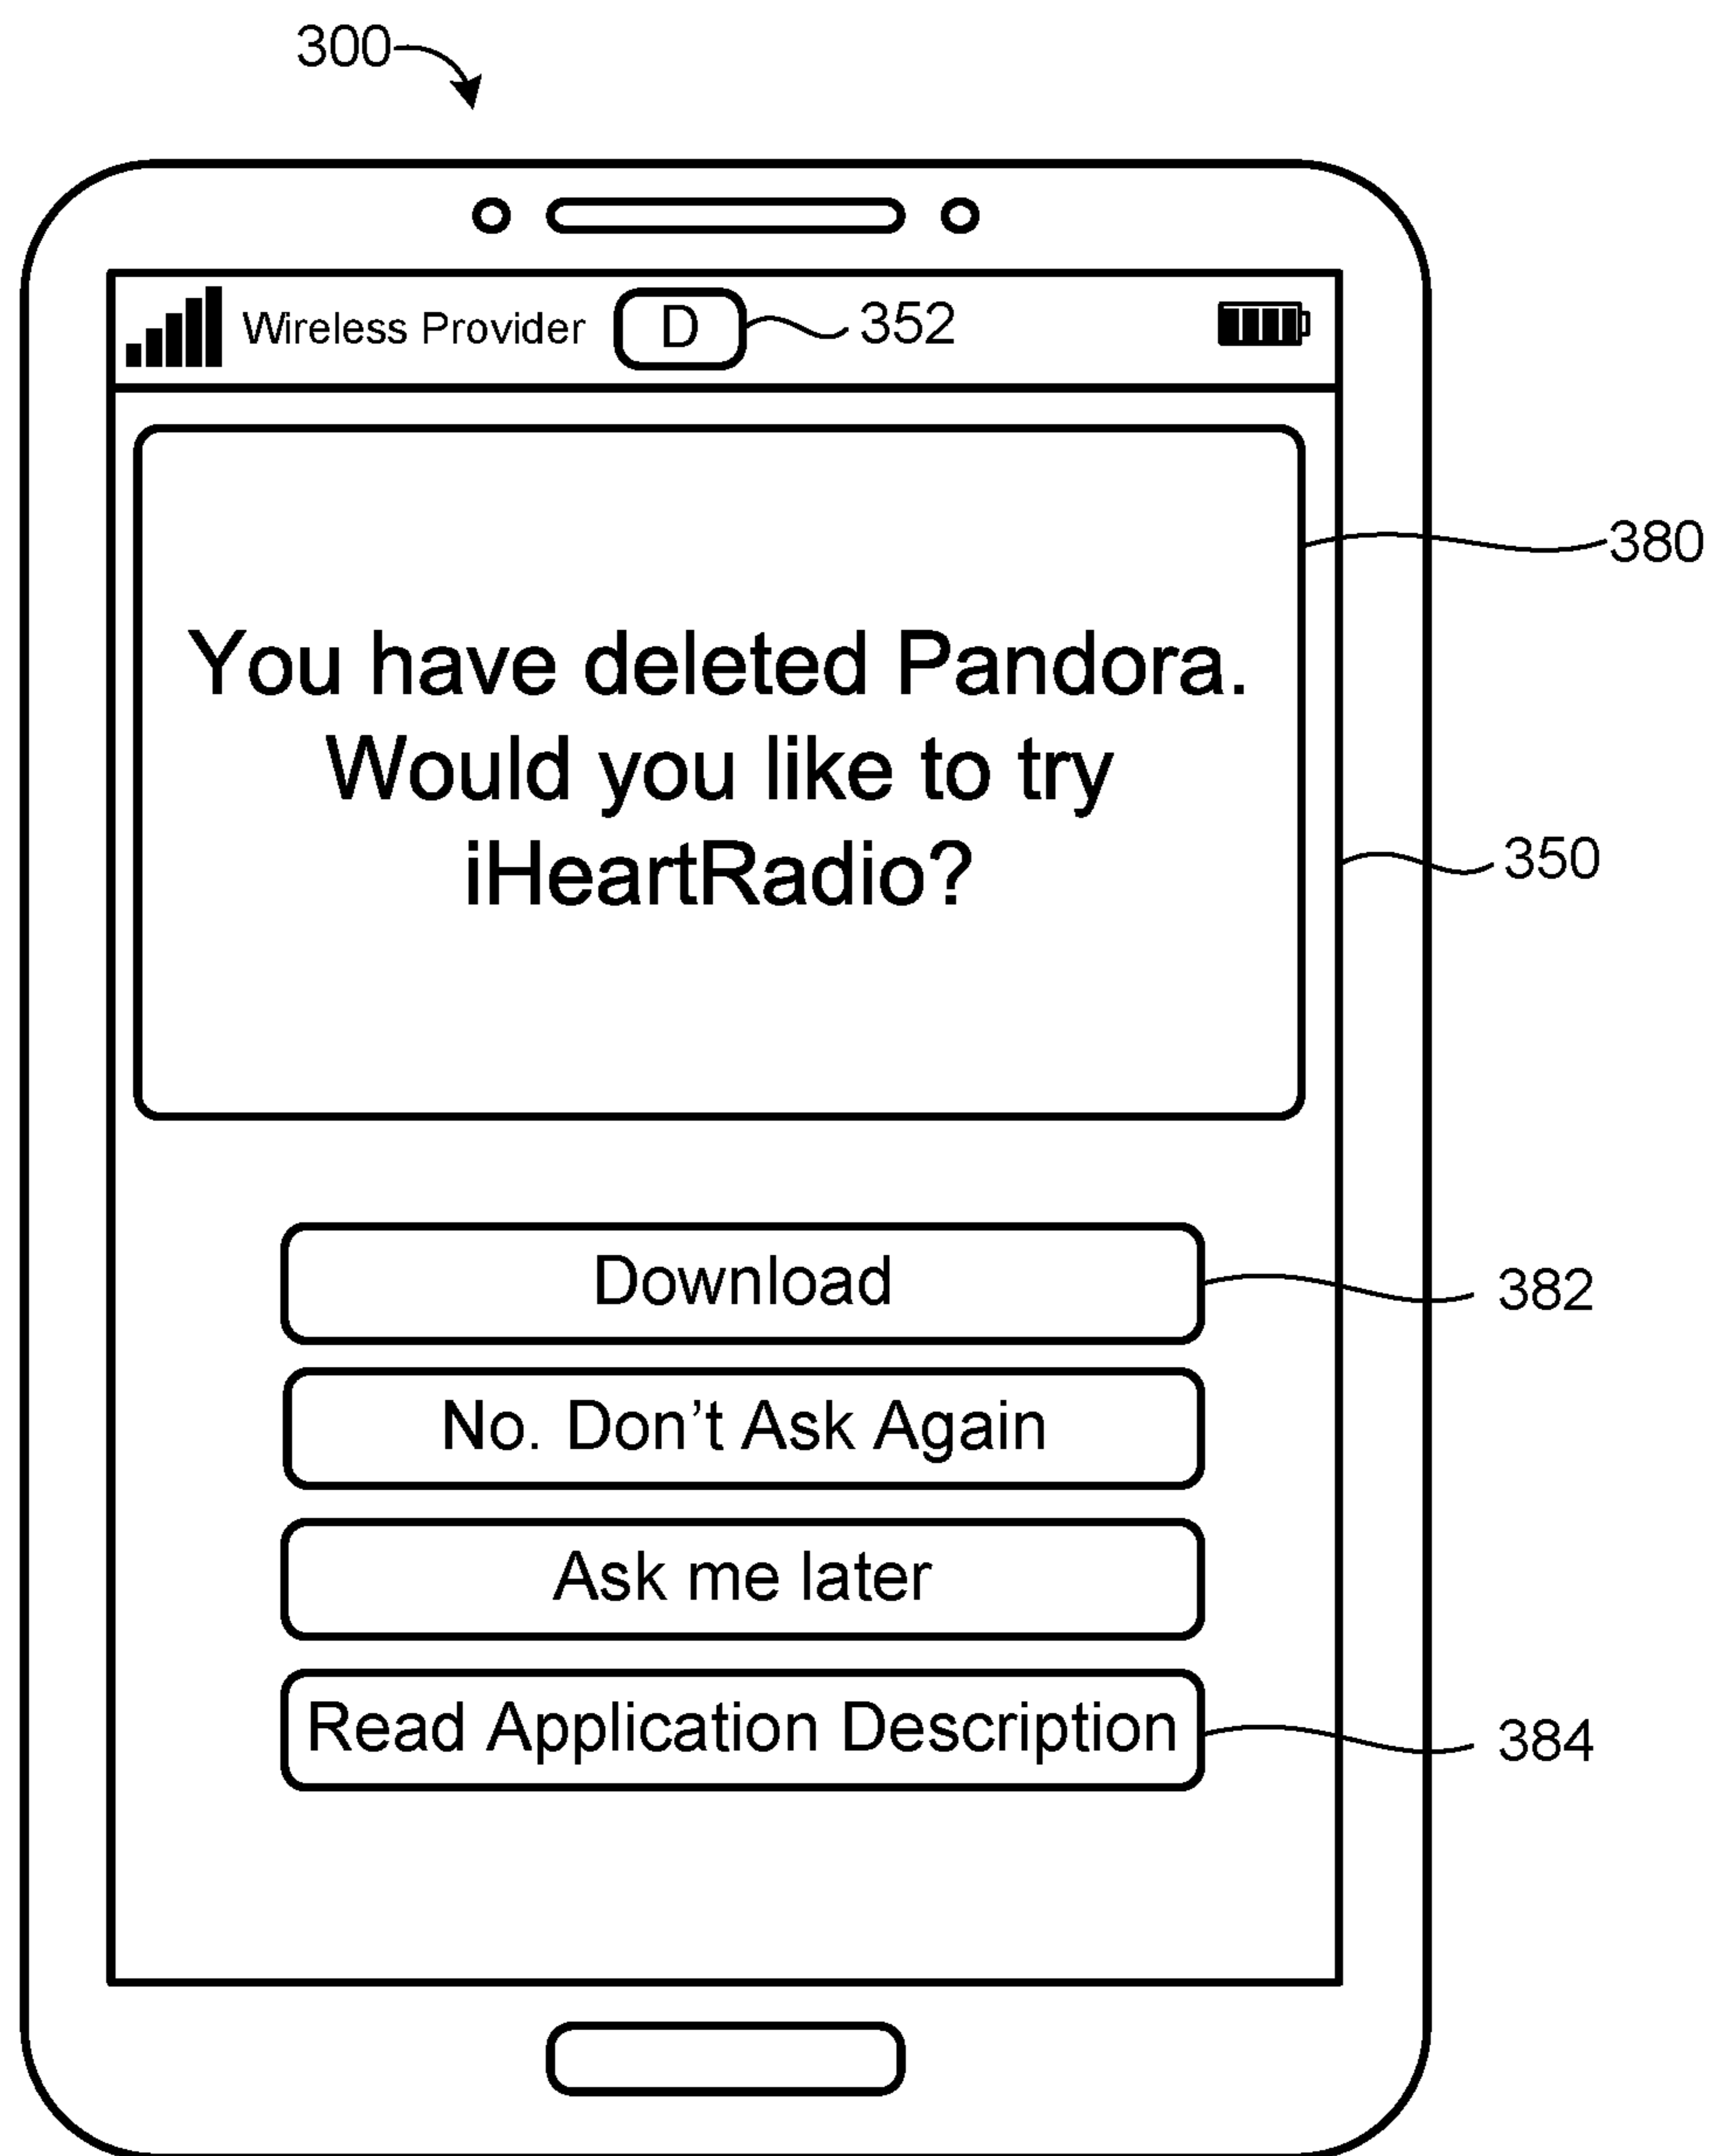 300
Wireless Provider D 352
380
You have deleted Pandora.
Would you like to try
iHeartRadio?
350
Download
382
No. Don’t Ask Again
Ask me later
Read Application Description
384